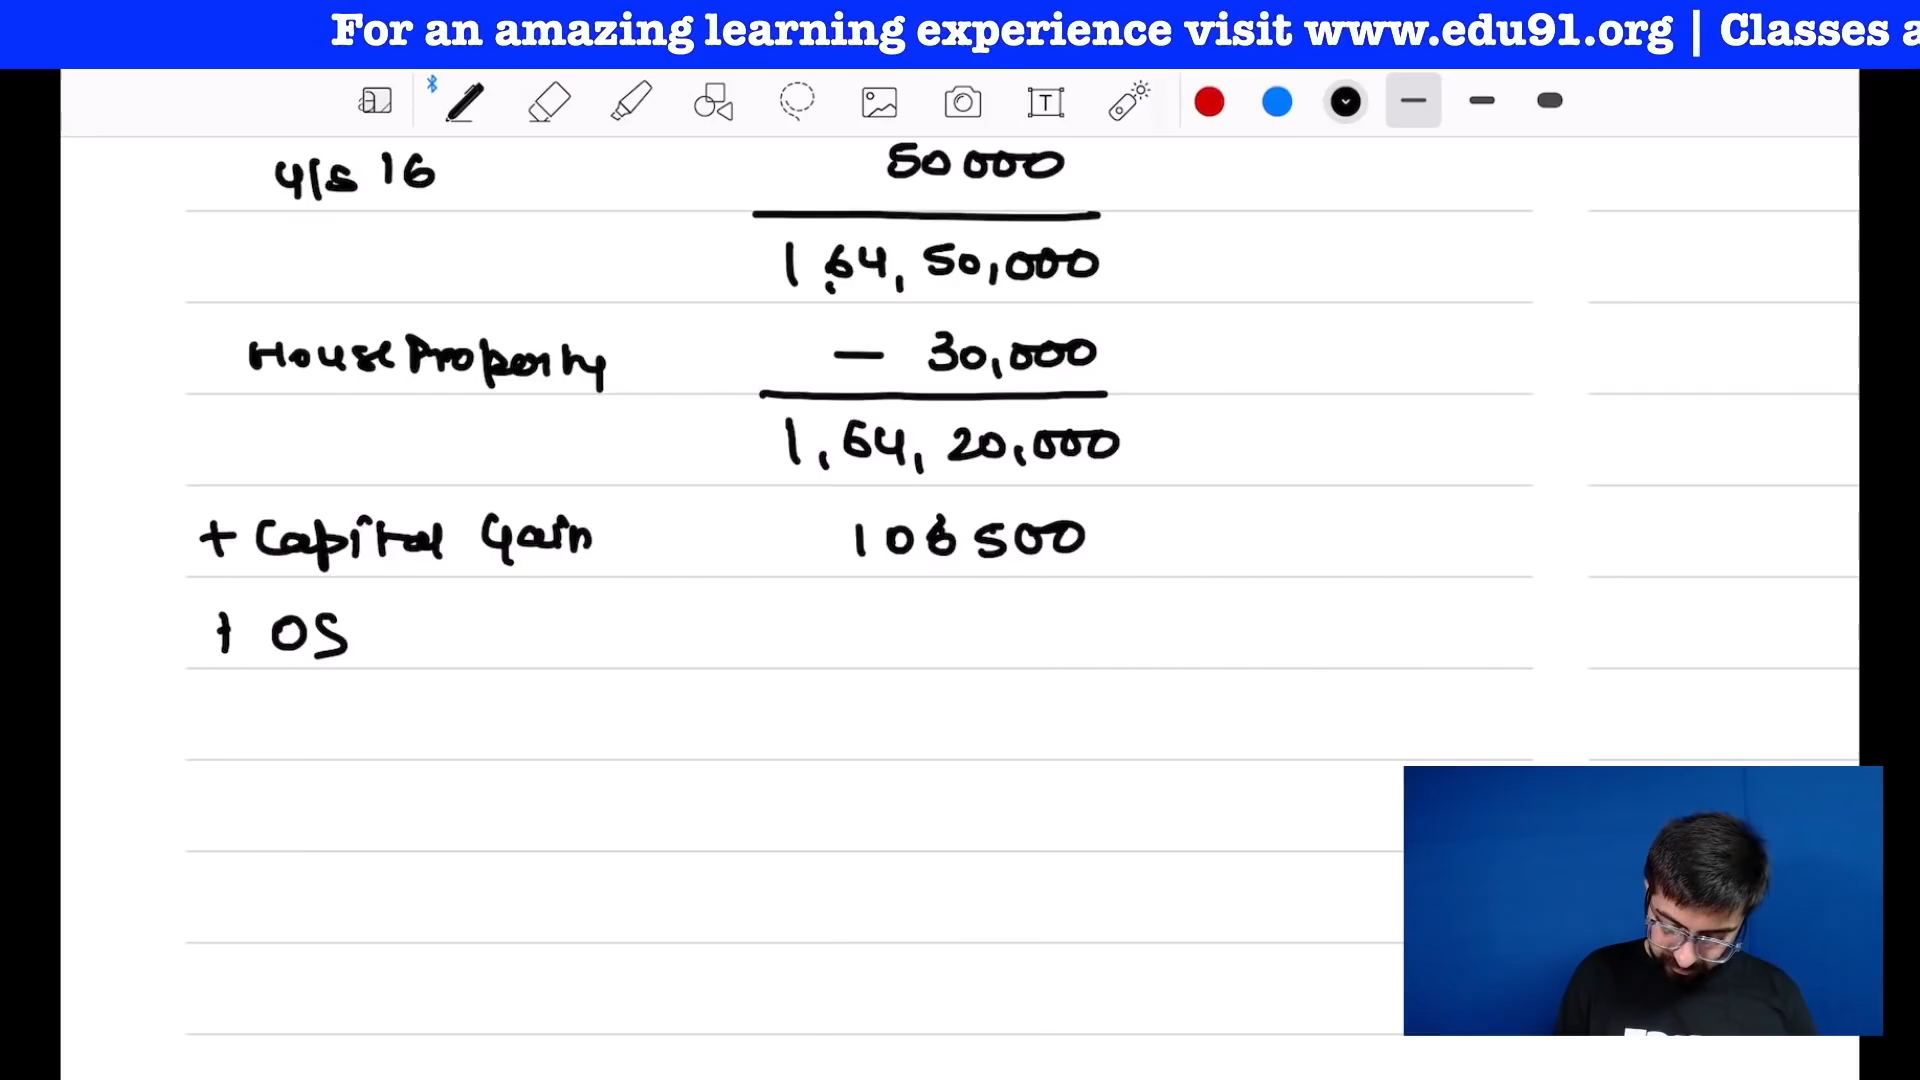 For an amazing learning experience visit www.edu91.org | Classes a
u/s 16 50000
1,64,50,000
House Property — 30,000
1,64,20,000
+ Capital Gain 106500
+ OS